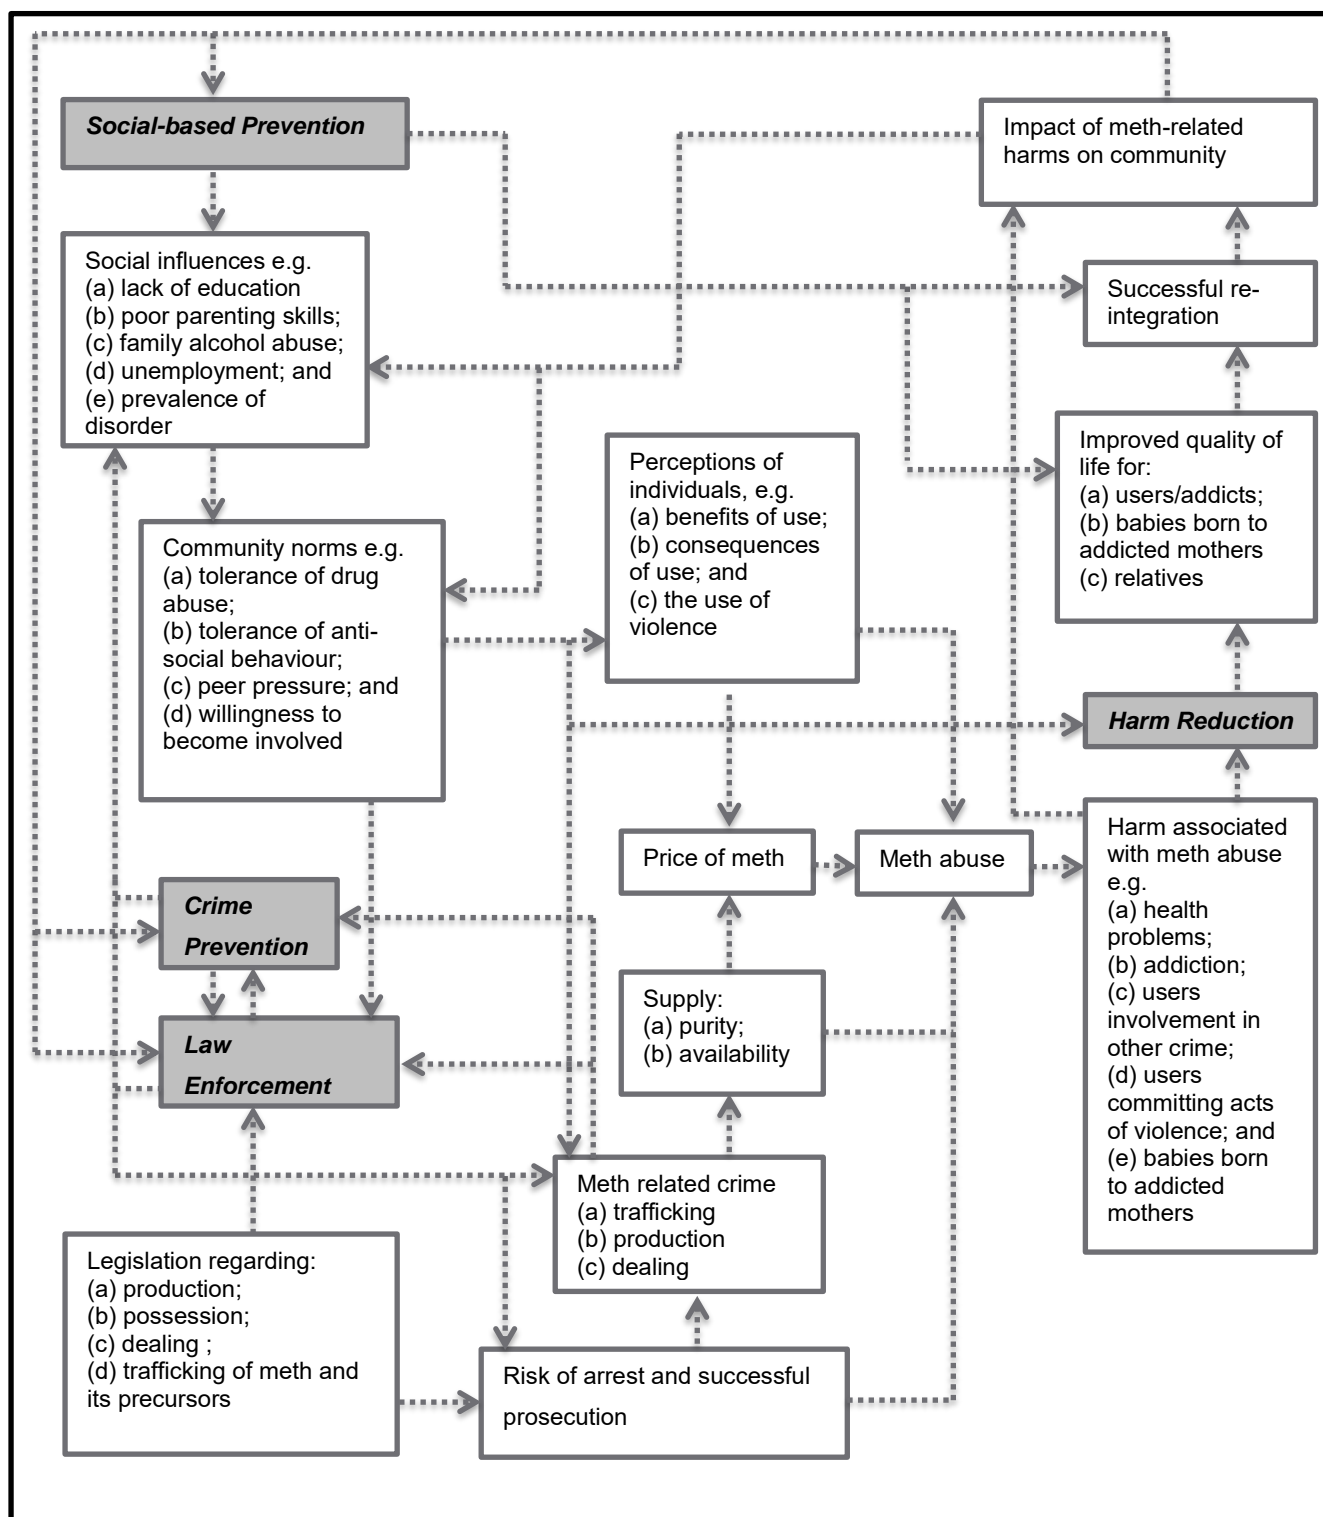 Social-based Prevention
Impact of meth-related
harms on community
Social influences e.g.
(a) lack of education
(b) poor parenting skills;
(c) family alcohol abuse;
(d) unemployment; and
(e) prevalence of
disorder
Successful re-
integration
Improved quality of
life for:
(a) users/addicts;
(b) babies born to
addicted mothers
(c) relatives
Perceptions of
individuals, e.g.
(a) benefits of use;
(b) consequences
of use; and
(c) the use of
violence
Community norms e.g.
(a) tolerance of drug
abuse;
(b) tolerance of anti-
social behaviour;
(c) peer pressure; and
(d) willingness to
become involved
Harm Reduction
Price of meth
Meth abuse
Harm associated
with meth abuse
e.g.
(a) health
problems;
(b) addiction;
(c) users
involvement in
other crime;
(d) users
committing acts
of violence; and
(e) babies born
to addicted
mothers
Crime
Prevention
Supply:
(a) purity;
(b) availability
Law
Enforcement
Meth related crime
(a) trafficking
(b) production
(c) dealing
Legislation regarding:
(a) production;
(b) possession;
(c) dealing ;
(d) trafficking of meth and
its precursors
Risk of arrest and successful
prosecution